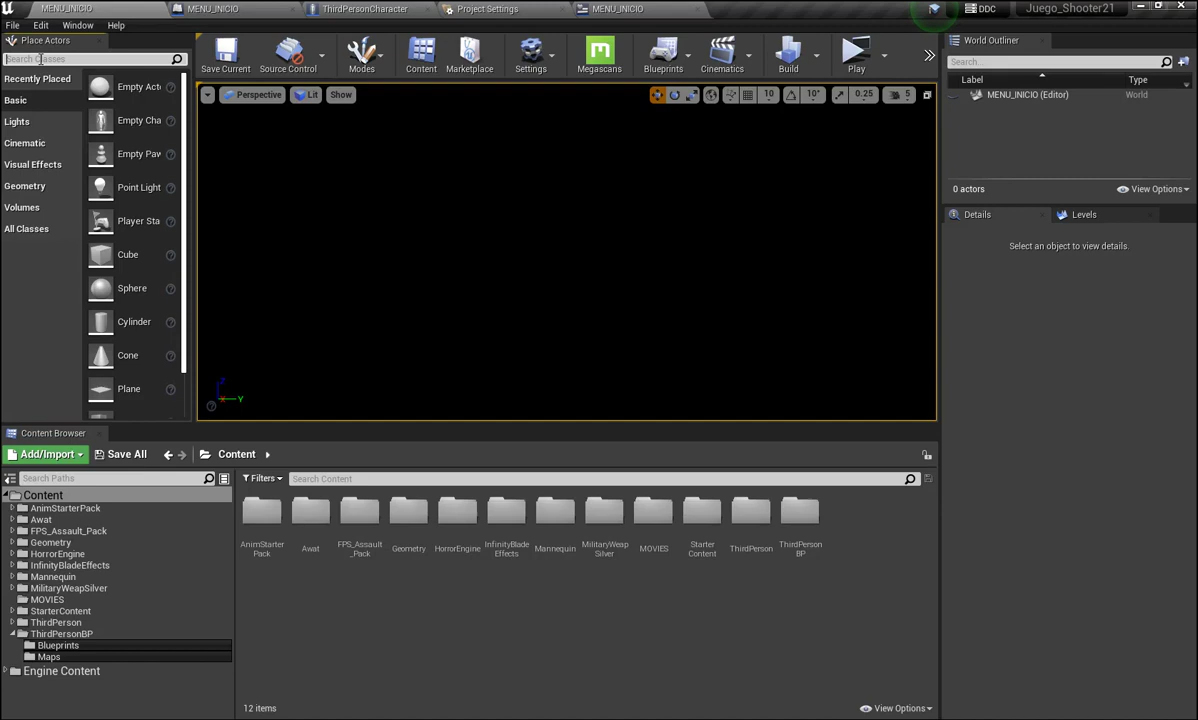 MENU_INICIO
MENU_INICIO
ThirdPersonCharacter
Project Settings
MENU_INICIO
DDC
Juego_Shooter21
File
Edit
Window
Help
Place Actors
Search Classes
Recently Placed
Basic
Lights
Cinematic
Visual Effects
Geometry
Volumes
All Classes
Empty Acto
Empty Cha
Empty Paw
Point Light
Player Sta
Cube
Sphere
Cylinder
Cone
Plane
Save Current
Source Control
Modes
Content
Marketplace
Settings
Megascans
Blueprints
Cinematics
Build
Play
Perspective
Lit
Show
10
10°
0.25
5
Z
Y
World Outliner
Search...
Label
Type
MENU_INICIO (Editor)
World
0 actors
View Options
Details
Levels
Select an object to view details.
Content Browser
Add/Import
Save All
Content
Search Paths
Filters
Search Content
Content
AnimStarterPack
Awat
FPS_Assault_Pack
Geometry
HorrorEngine
InfinityBladeEffects
Mannequin
MilitaryWeapSilver
MOVIES
StarterContent
ThirdPerson
ThirdPersonBP
Blueprints
Maps
Engine Content
AnimStarter
Pack
Awat
FPS_Assault
_Pack
Geometry
HorrorEngine
InfinityBlade
Effects
Mannequin
MilitaryWeap
Silver
MOVIES
Starter
Content
ThirdPerson
ThirdPerson
BP
12 items
View Options